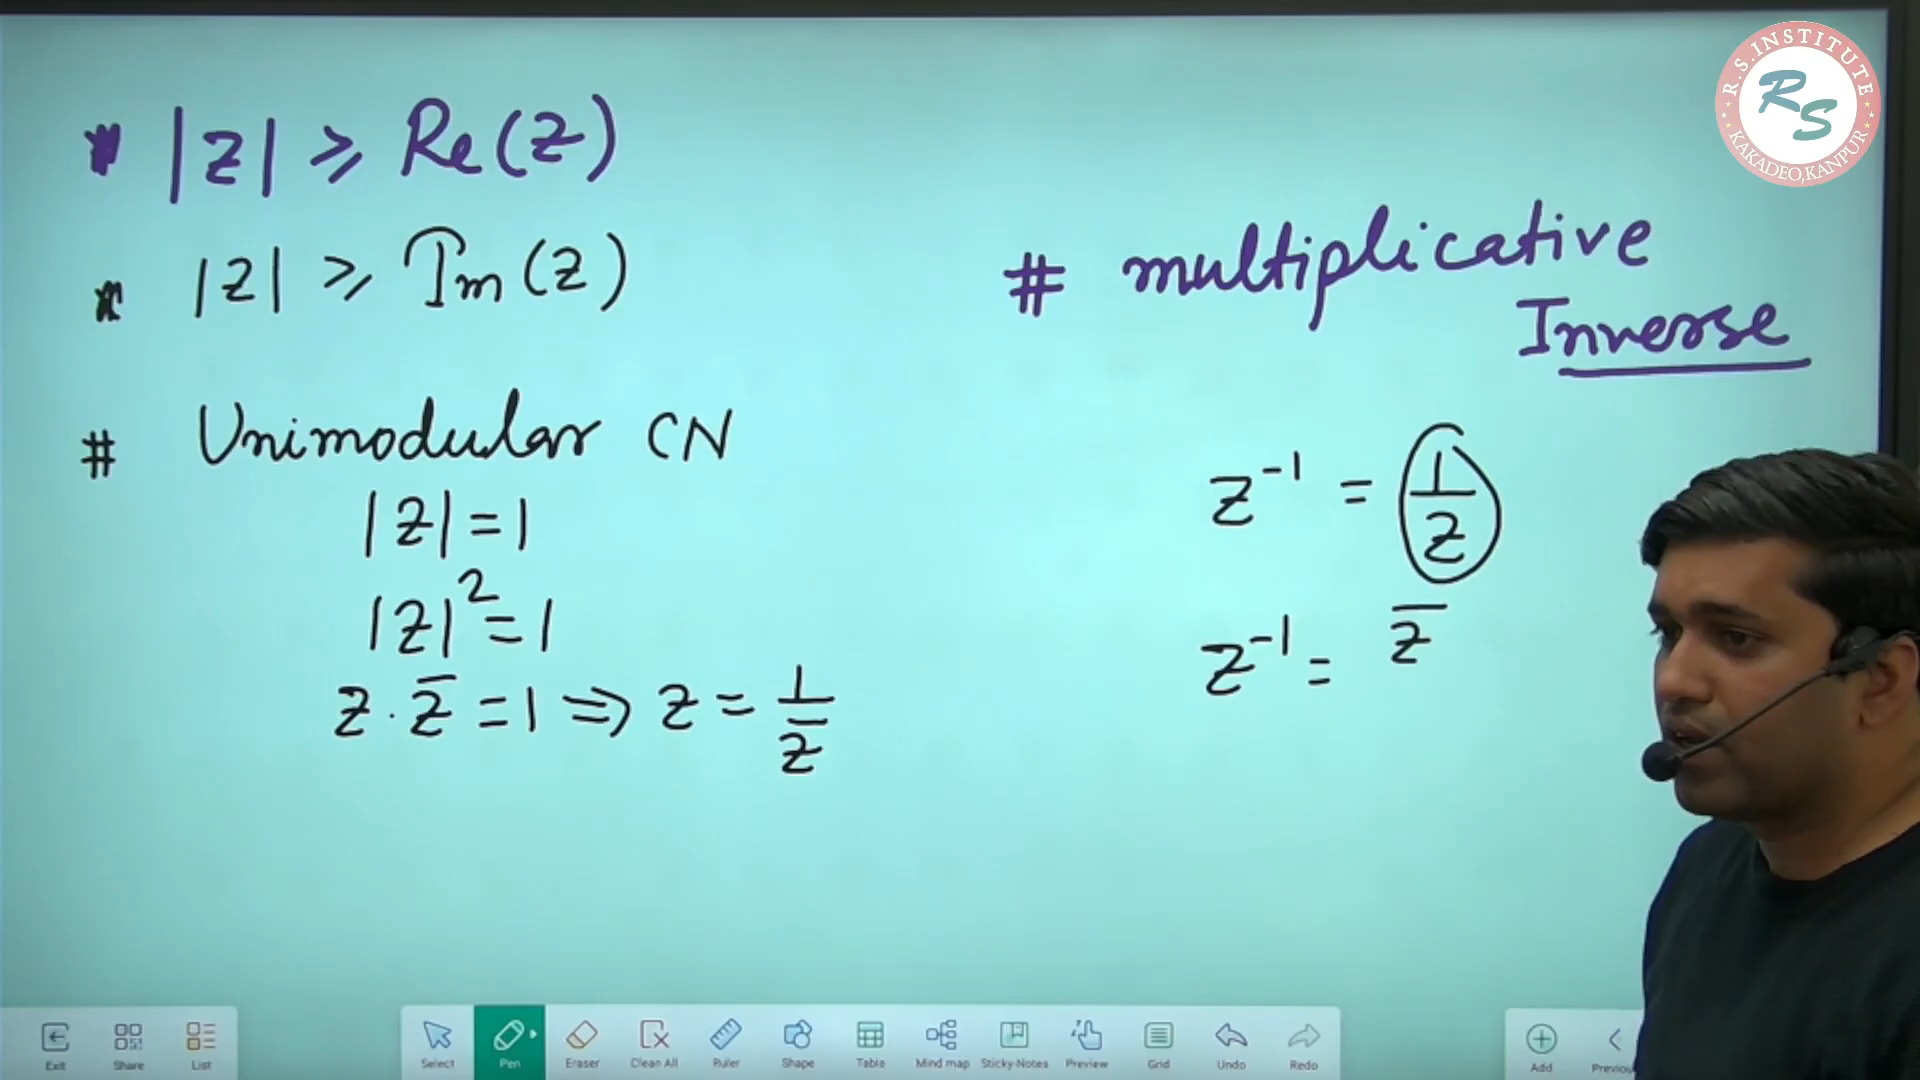 * |z| ⩾ Re(z)
* |z| ⩾ Im(z)
# Unimodular CN
|z| = 1
|z|² = 1
z · z̅ = 1 ⇒ z = 1/z̅
# multiplicative
Inverse
z⁻¹ = 1/z
z⁻¹ = z̅
R.S.INSTITUTE
RS
KAKADEO,KANPUR
Exit
Share
List
Select
Pen
Eraser
Clean All
Ruler
Shape
Table
Mind map
Sticky-Notes
Preview
Grid
Undo
Redo
Add
Previou